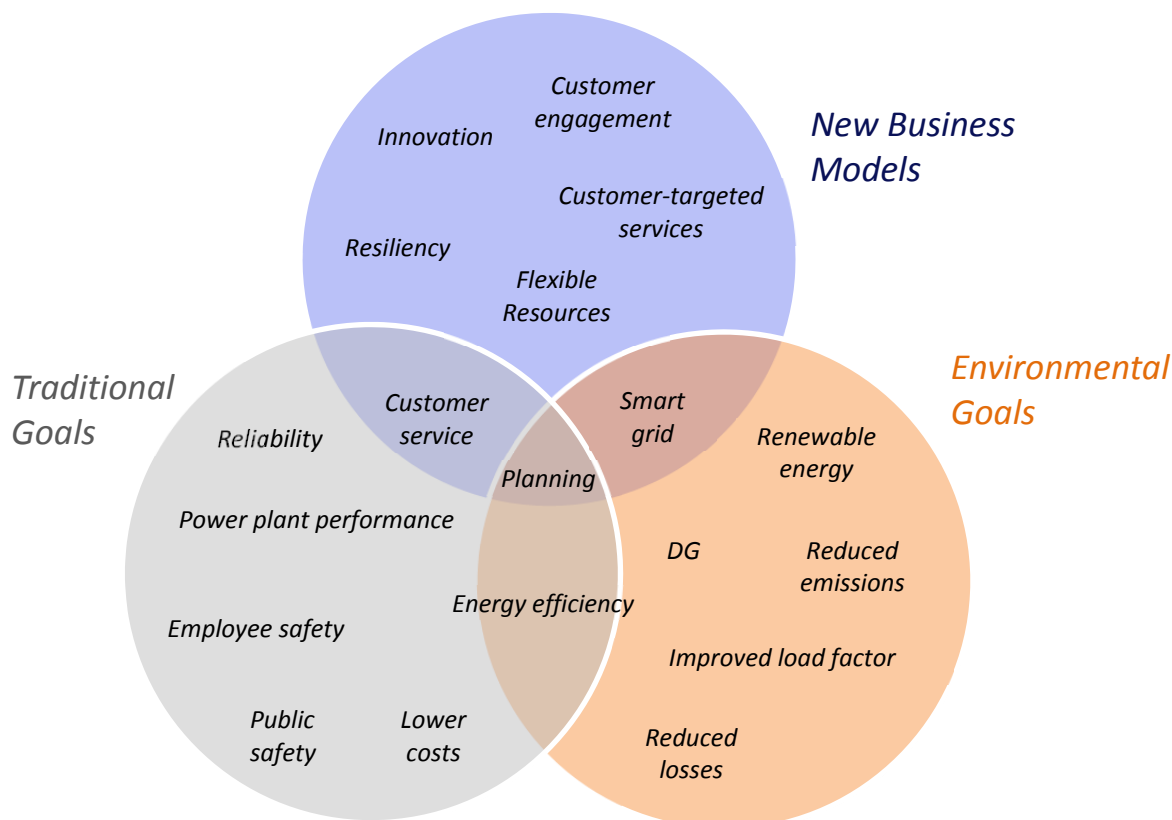 Customer
engagement
Innovation
New Business
Models
Customer-targeted
services
Resiliency
Flexible
Resources
Traditional
Goals
Environmental
Goals
Customer
service
Smart
grid
Reliability
Renewable
energy
Planning
Power plant performance
DG
Reduced
emissions
Energy efficiency
Employee safety
Improved load factor
Public
safety
Lower
costs
Reduced
losses